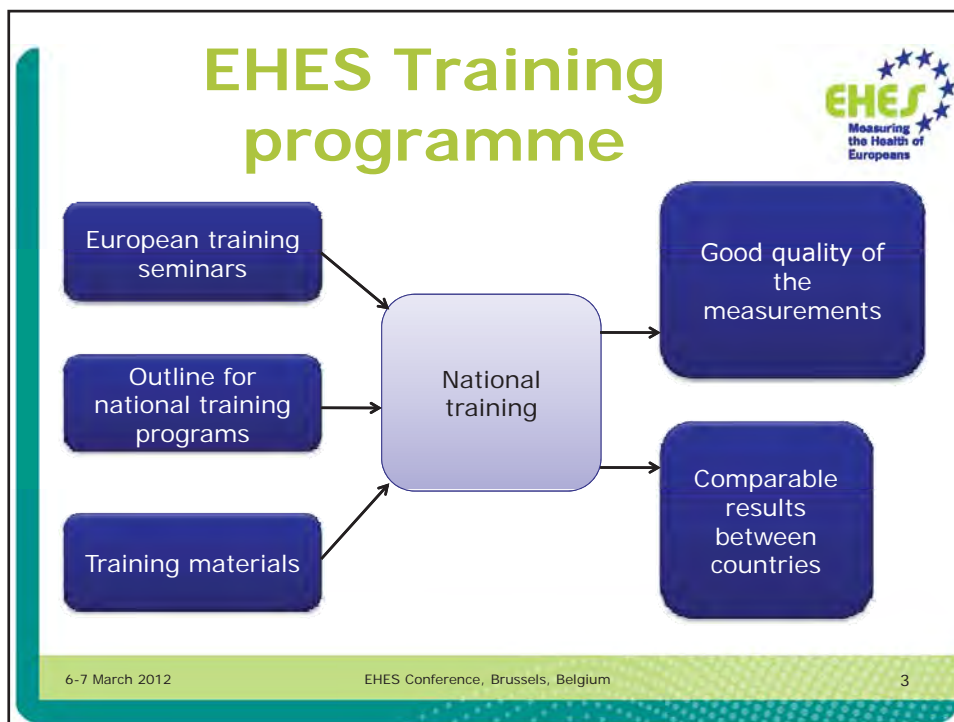 EHES Training
programme
EHES
Measuring
the Health of
Europeans
European training
seminars
Outline for
national training
programs
Training materials
National
training
Good quality of
the
measurements
Comparable
results
between
countries
6-7 March 2012
EHES Conference, Brussels, Belgium
3